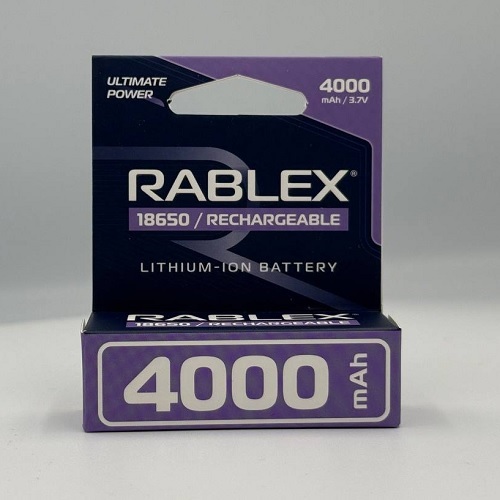 ULTIMATE
POWER
4000
mAh / 3.7V
RABLEX®
18650 / RECHARGEABLE
LITHIUM-ION BATTERY
RABLEX
18650 / RECHARGEABLE
4000 mAh